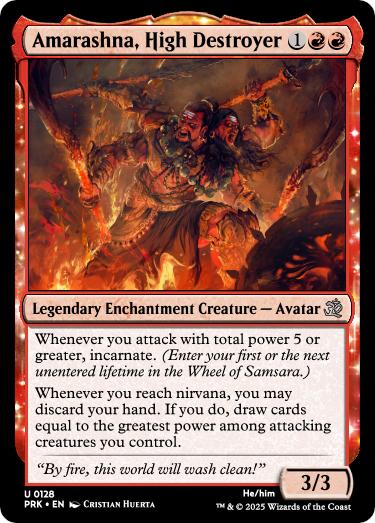 Amarashna, High Destroyer 1
Legendary Enchantment Creature — Avatar
Whenever you attack with total power 5 or
greater, incarnate. (Enter your first or the next
unentered lifetime in the Wheel of Samsara.)
Whenever you reach nirvana, you may
discard your hand. If you do, draw cards
equal to the greatest power among attacking
creatures you control.
“By fire, this world will wash clean!”
3/3
U 0128
He/him
PRK • EN Cristian Huerta
™ & © 2025 Wizards of the Coast